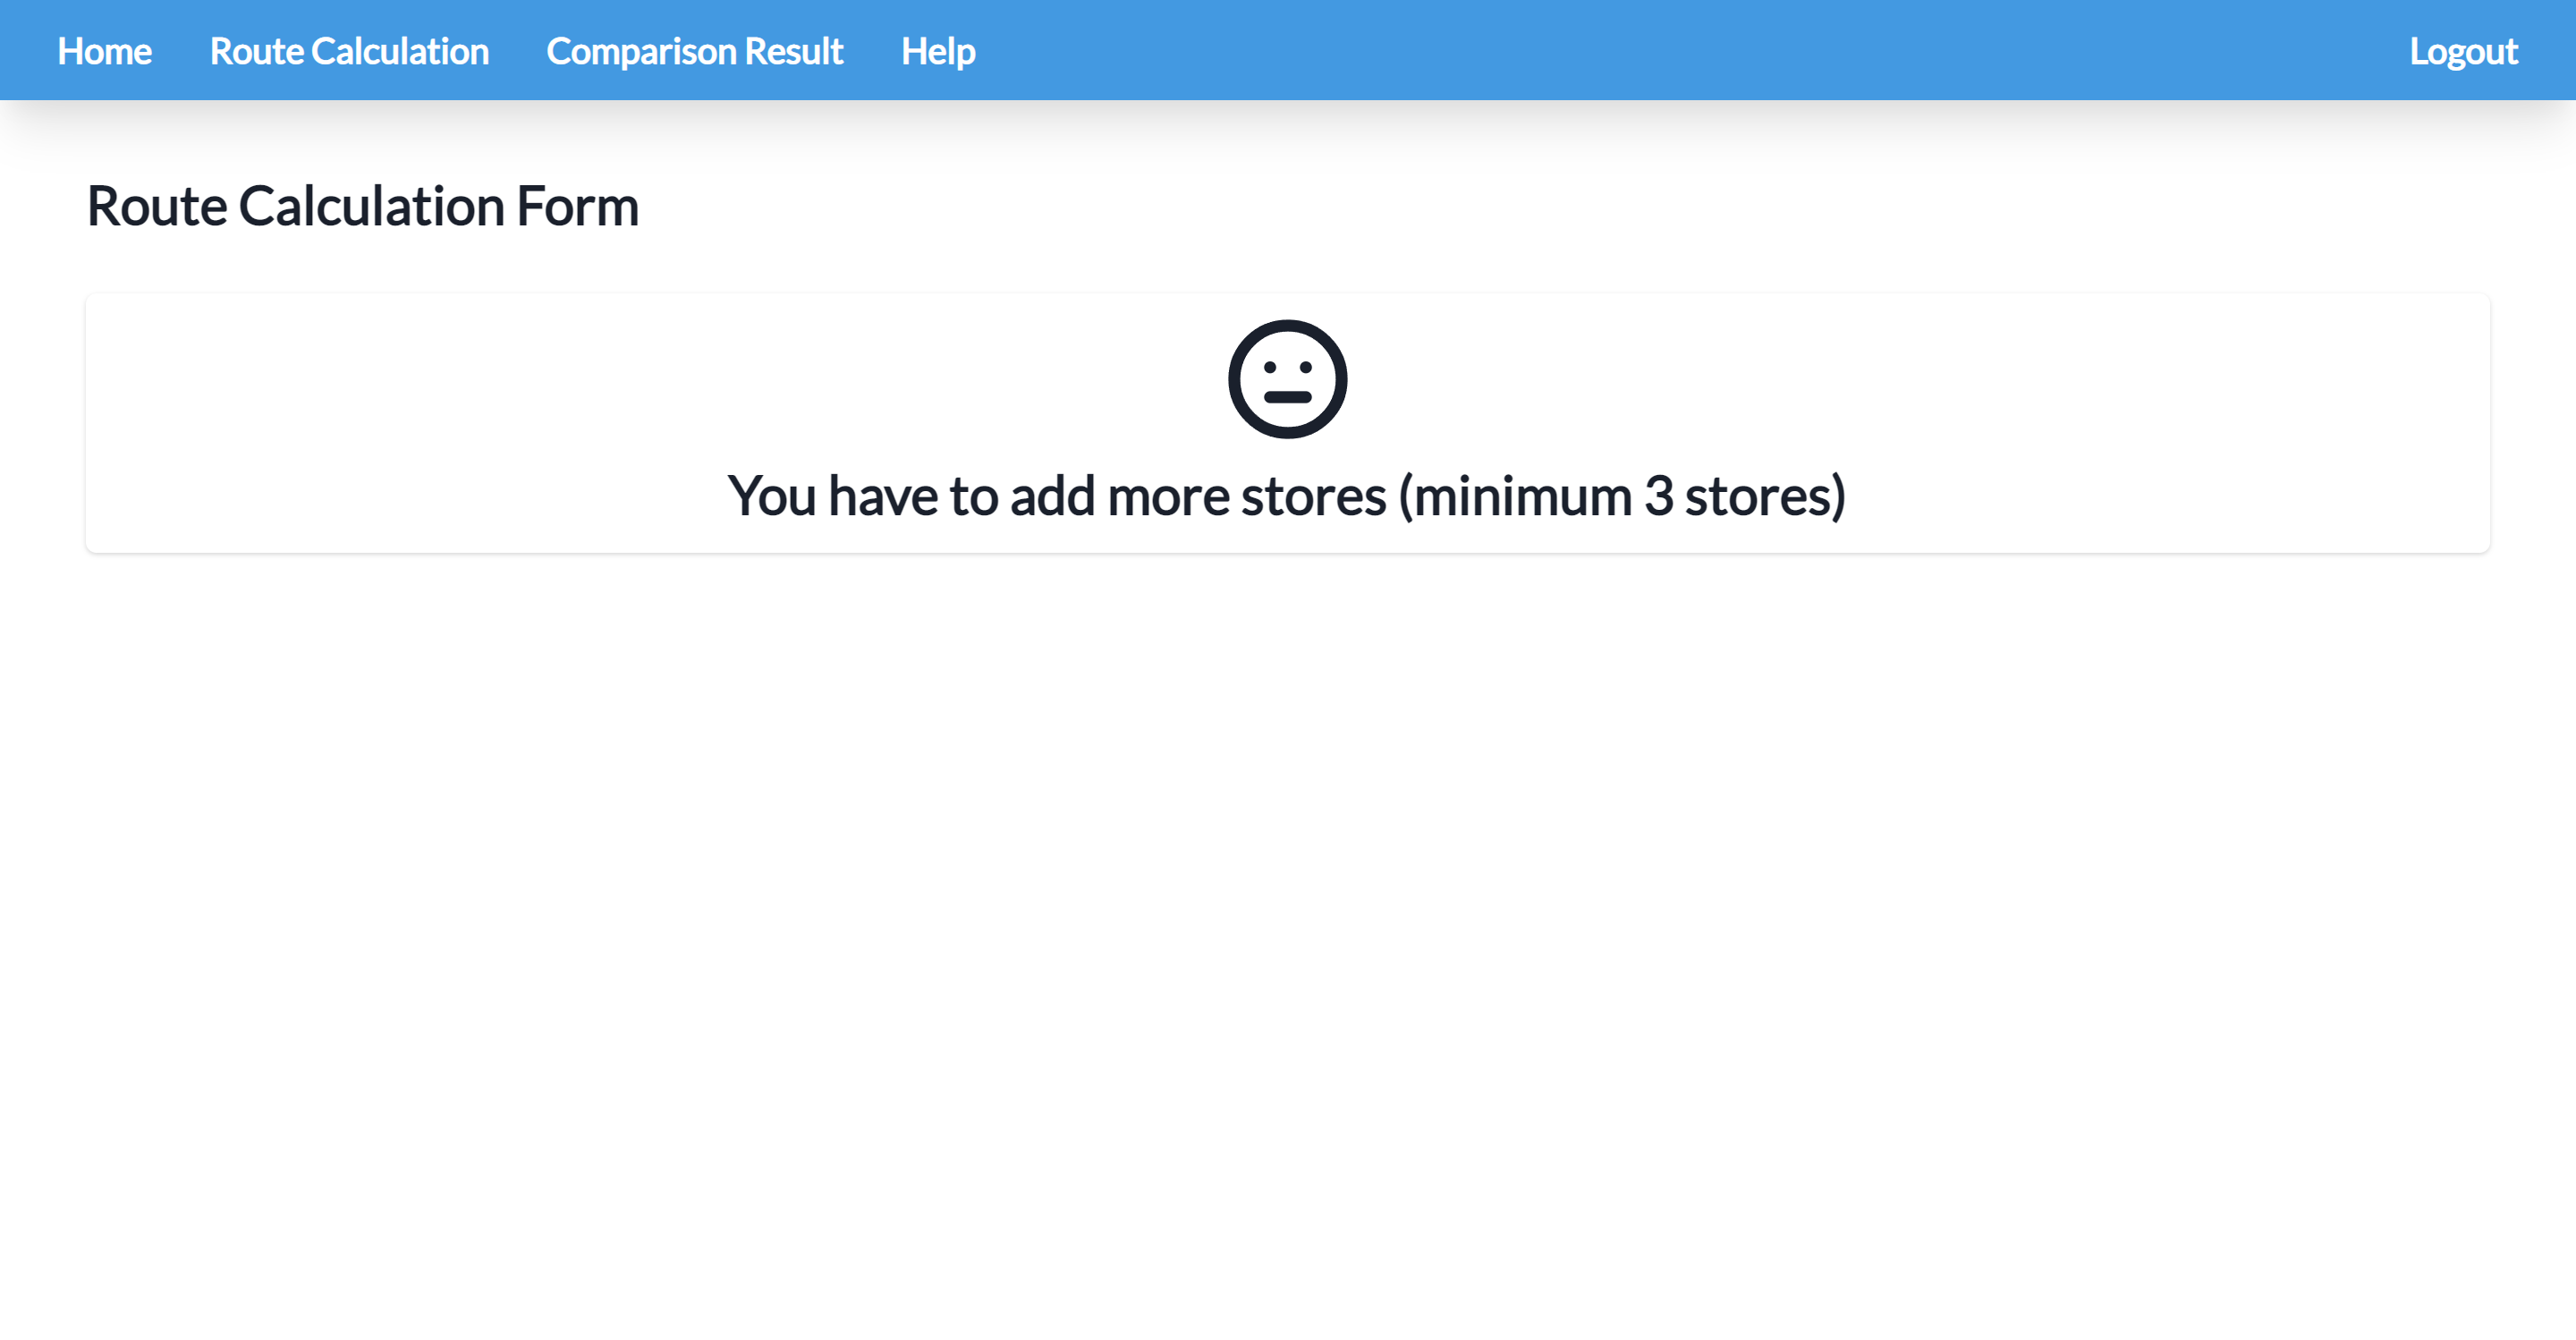 Home Route Calculation Comparison Result Help Logout
Route Calculation Form
You have to add more stores (minimum 3 stores)